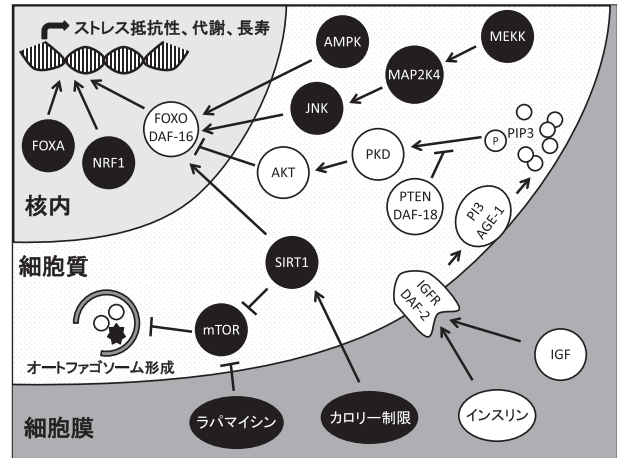 ストレス抵抗性、代謝、長寿
AMPK
MEKK
MAP2K4
JNK
FOXO
DAF-16
FOXA
NRF1
P
PIP3
PKD
AKT
PTEN
DAF-18
PI3
AGE-1
核内
細胞質
SIRT1
IGFR
DAF-2
mTOR
オートファゴソーム形成
IGF
ラパマイシン
カロリー制限
インスリン
細胞膜